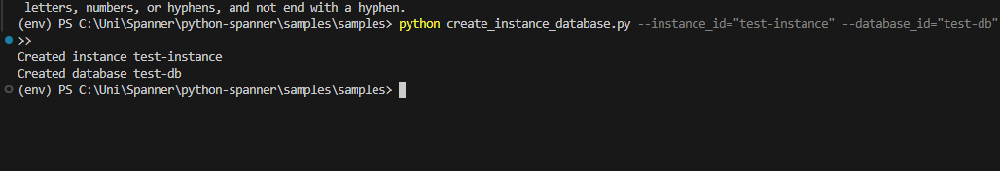 letters, numbers, or hyphens, and not end with a hyphen.
(env) PS C:\Uni\Spanner\python-spanner\samples\samples> python create_instance_database.py --instance_id="test-instance" --database_id="test-db"
>>
Created instance test-instance
Created database test-db
(env) PS C:\Uni\Spanner\python-spanner\samples\samples>